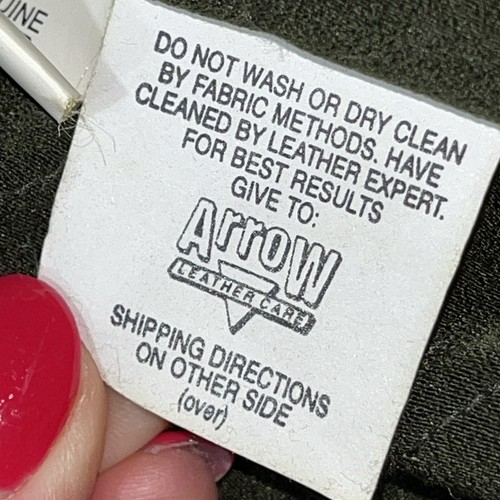 UINE
DO NOT WASH OR DRY CLEAN
BY FABRIC METHODS. HAVE
CLEANED BY LEATHER EXPERT.
FOR BEST RESULTS
GIVE TO:
Arrow
LEATHER CARE
SHIPPING DIRECTIONS
ON OTHER SIDE
(over)